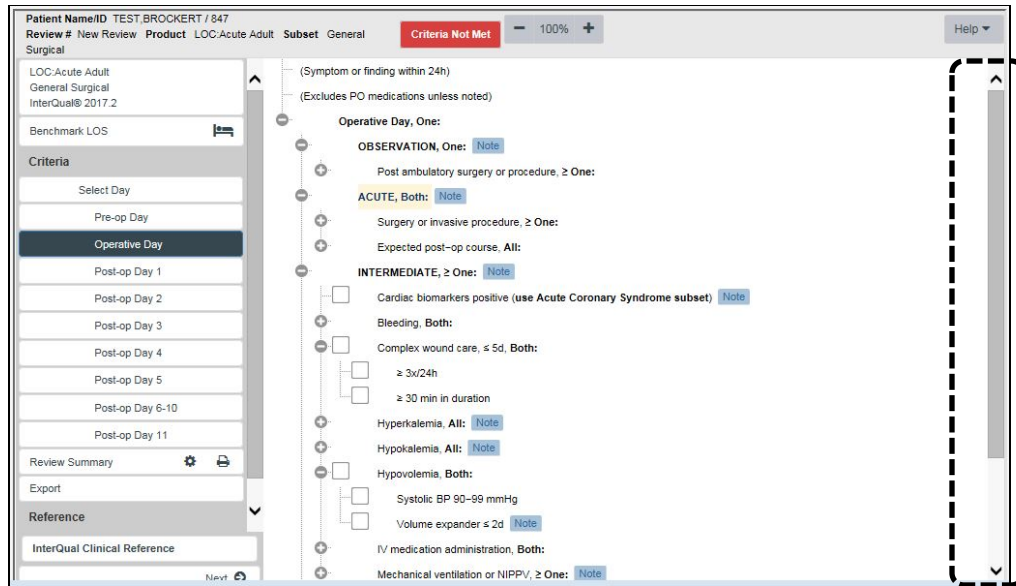 Patient Name/ID TEST,BROCKERT / 847
Review # New Review Product LOC:Acute Adult Subset General
Surgical
Criteria Not Met
100%
Help
LOC:Acute Adult
General Surgical
InterQual® 2017.2
Benchmark LOS
Criteria
Select Day
Pre-op Day
Operative Day
Post-op Day 1
Post-op Day 2
Post-op Day 3
Post-op Day 4
Post-op Day 5
Post-op Day 6-10
Post-op Day 11
Review Summary
Export
Reference
InterQual Clinical Reference
Next
(Symptom or finding within 24h)
(Excludes PO medications unless noted)
Operative Day, One:
OBSERVATION, One: Note
Post ambulatory surgery or procedure, ≥ One:
ACUTE, Both: Note
Surgery or invasive procedure, ≥ One:
Expected post-op course, All:
INTERMEDIATE, ≥ One: Note
Cardiac biomarkers positive (use Acute Coronary Syndrome subset) Note
Bleeding, Both:
Complex wound care, ≤ 5d, Both:
≥ 3x/24h
≥ 30 min in duration
Hyperkalemia, All: Note
Hypokalemia, All: Note
Hypovolemia, Both:
Systolic BP 90-99 mmHg
Volume expander ≤ 2d Note
IV medication administration, Both:
Mechanical ventilation or NIPPV, ≥ One: Note